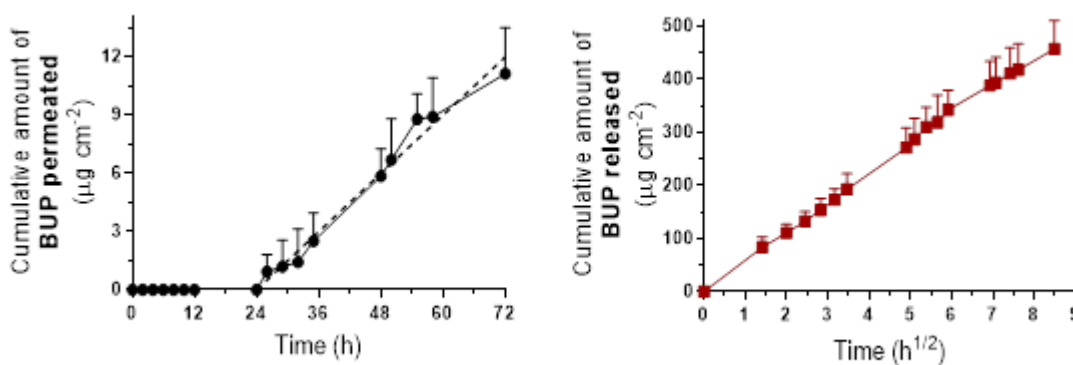 Cumulative amount of
BUP permeated
(µg cm⁻²)
12
9
6
3
0
0 12 24 36 48 60 72
Time (h)
Cumulative amount of
BUP released
(µg cm⁻²)
500
400
300
200
100
0
0 1 2 3 4 5 6 7 8 9
Time (h¹ᐟ²)